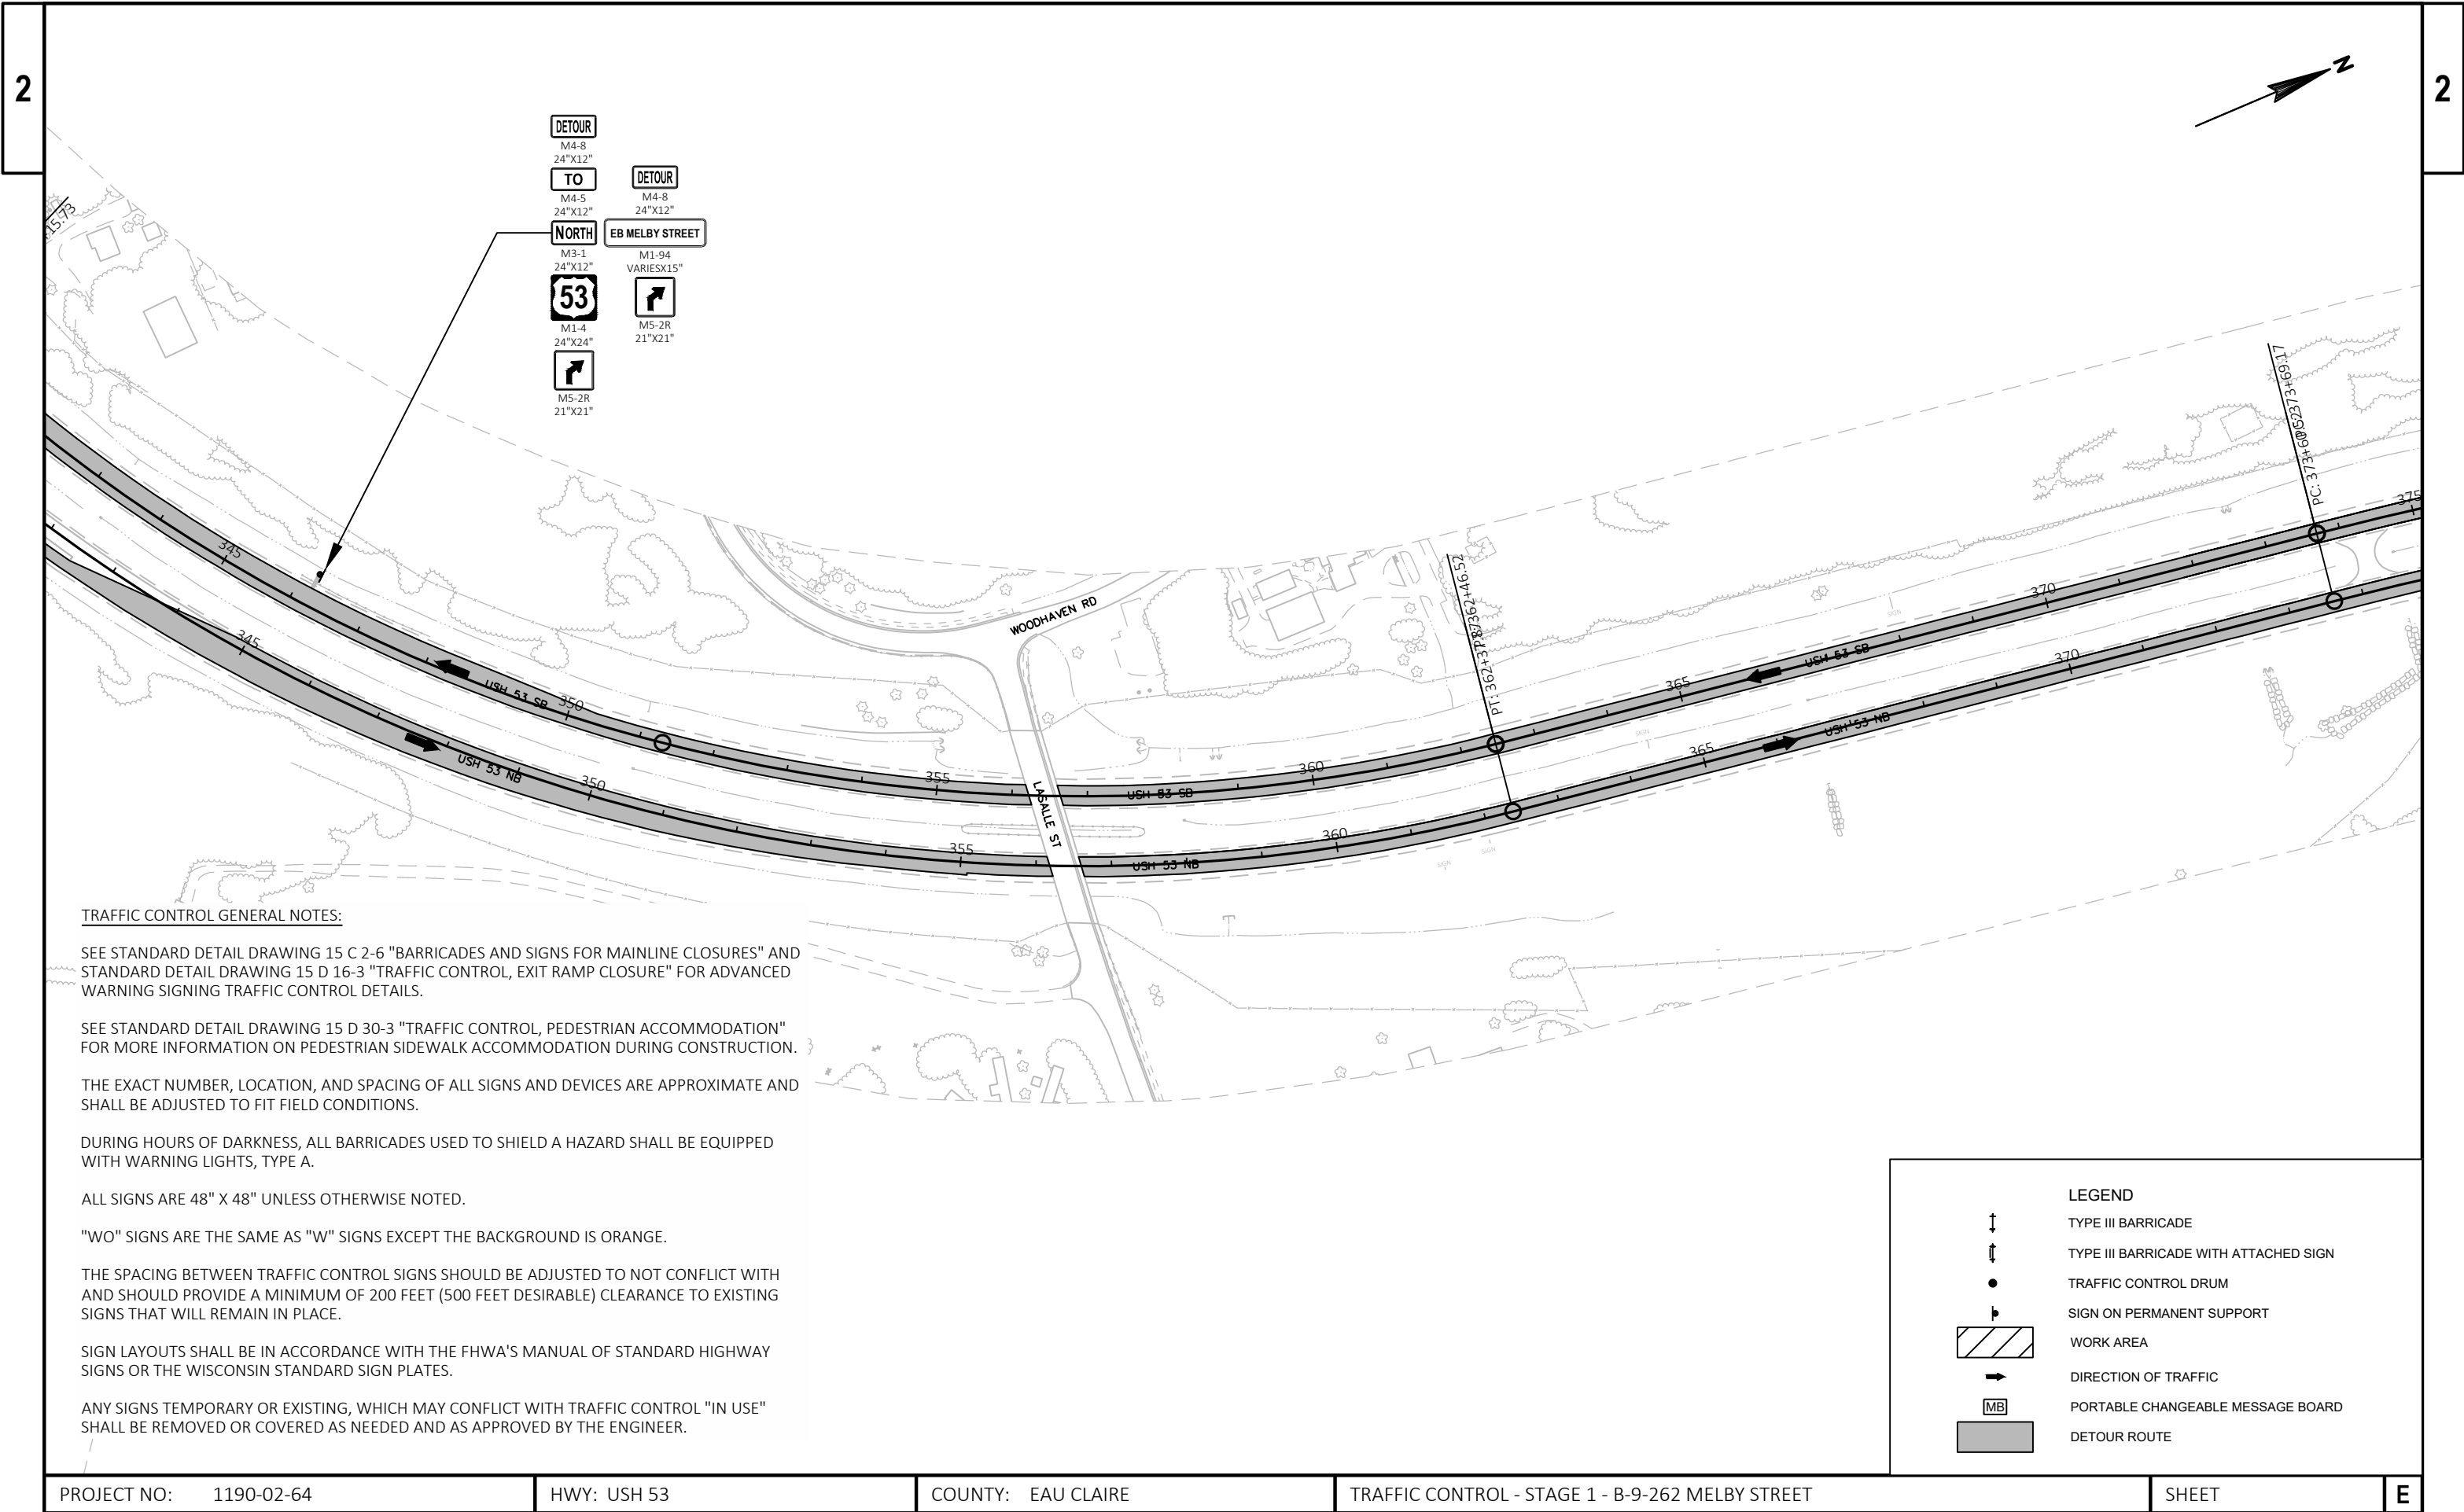 2
2
N
DETOUR
M4-8
24"X12"
TO
M4-5
24"X12"
NORTH
M3-1
24"X12"
53
M1-4
24"X24"
M5-2R
21"X21"
DETOUR
M4-8
24"X12"
EB MELBY STREET
M1-94
VARIESX15"
M5-2R
21"X21"
15.73
345
345
USH 53 SB
350
USH 53 NB
350
WOODHAVEN RD
LASALLE ST
355
355
USH 53 SB
USH 53 NB
360
360
SIGN
SIGN
SIGN
SIGN
365
365
USH 53 SB
USH 53 NB
370
370
375
TRAFFIC CONTROL GENERAL NOTES:
SEE STANDARD DETAIL DRAWING 15 C 2-6 "BARRICADES AND SIGNS FOR MAINLINE CLOSURES" AND
STANDARD DETAIL DRAWING 15 D 16-3 "TRAFFIC CONTROL, EXIT RAMP CLOSURE" FOR ADVANCED
WARNING SIGNING TRAFFIC CONTROL DETAILS.
SEE STANDARD DETAIL DRAWING 15 D 30-3 "TRAFFIC CONTROL, PEDESTRIAN ACCOMMODATION"
FOR MORE INFORMATION ON PEDESTRIAN SIDEWALK ACCOMMODATION DURING CONSTRUCTION.
THE EXACT NUMBER, LOCATION, AND SPACING OF ALL SIGNS AND DEVICES ARE APPROXIMATE AND
SHALL BE ADJUSTED TO FIT FIELD CONDITIONS.
DURING HOURS OF DARKNESS, ALL BARRICADES USED TO SHIELD A HAZARD SHALL BE EQUIPPED
WITH WARNING LIGHTS, TYPE A.
ALL SIGNS ARE 48" X 48" UNLESS OTHERWISE NOTED.
"WO" SIGNS ARE THE SAME AS "W" SIGNS EXCEPT THE BACKGROUND IS ORANGE.
THE SPACING BETWEEN TRAFFIC CONTROL SIGNS SHOULD BE ADJUSTED TO NOT CONFLICT WITH
AND SHOULD PROVIDE A MINIMUM OF 200 FEET (500 FEET DESIRABLE) CLEARANCE TO EXISTING
SIGNS THAT WILL REMAIN IN PLACE.
SIGN LAYOUTS SHALL BE IN ACCORDANCE WITH THE FHWA'S MANUAL OF STANDARD HIGHWAY
SIGNS OR THE WISCONSIN STANDARD SIGN PLATES.
ANY SIGNS TEMPORARY OR EXISTING, WHICH MAY CONFLICT WITH TRAFFIC CONTROL "IN USE"
SHALL BE REMOVED OR COVERED AS NEEDED AND AS APPROVED BY THE ENGINEER.
LEGEND
TYPE III BARRICADE
TYPE III BARRICADE WITH ATTACHED SIGN
TRAFFIC CONTROL DRUM
SIGN ON PERMANENT SUPPORT
WORK AREA
DIRECTION OF TRAFFIC
MB PORTABLE CHANGEABLE MESSAGE BOARD
DETOUR ROUTE
PROJECT NO: 1190-02-64
HWY: USH 53
COUNTY: EAU CLAIRE
TRAFFIC CONTROL - STAGE 1 - B-9-262 MELBY STREET
SHEET
E